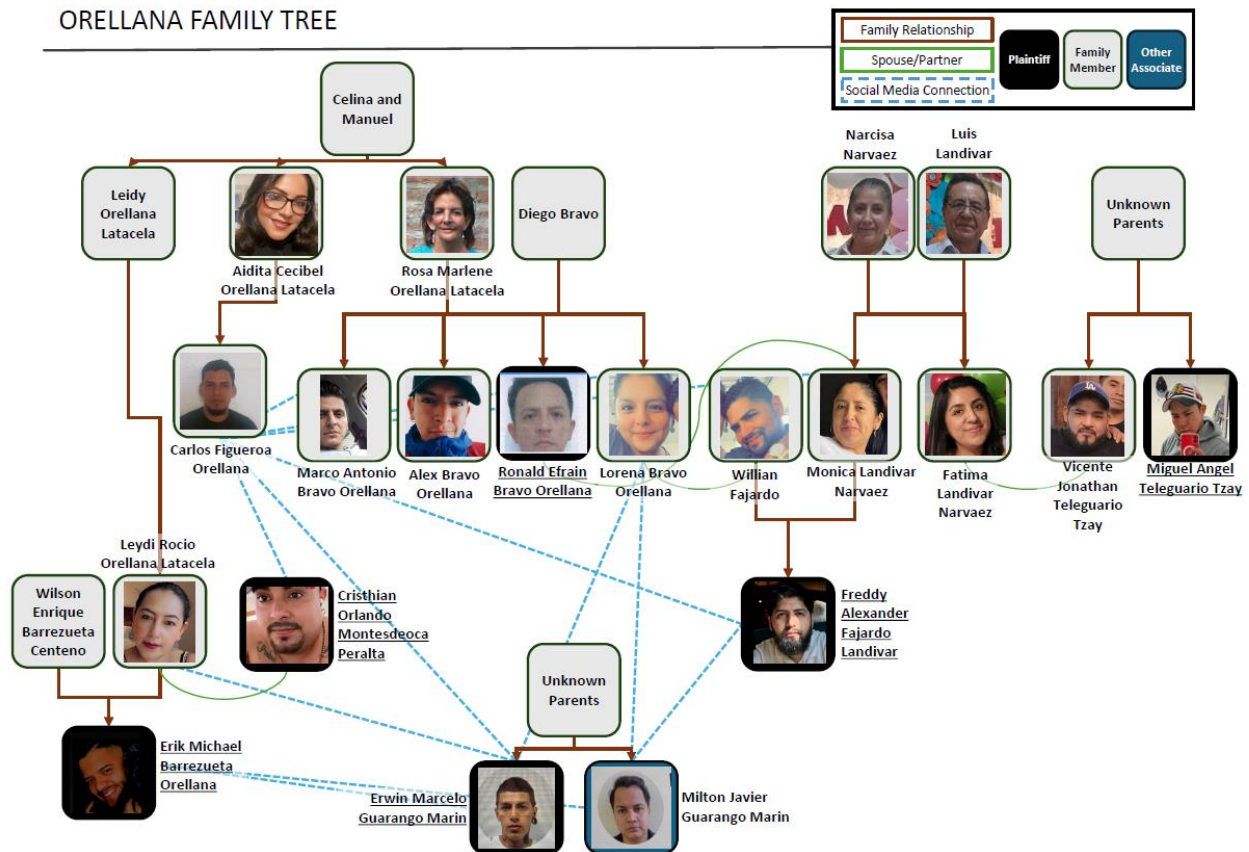 ORELLANA FAMILY TREE
Family Relationship
Spouse/Partner
Social Media Connection
Plaintiff
Family
Member
Other
Associate
Celina and
Manuel
Narcisa
Narvaez
Luis
Landivar
Leidy
Orellana
Latacela
Diego Bravo
Unknown
Parents
Aidita Cecibel
Orellana Latacela
Rosa Marlene
Orellana Latacela
Carlos Figueroa
Orellana
Marco Antonio
Bravo Orellana
Alex Bravo
Orellana
Ronald Efrain
Bravo Orellana
Lorena Bravo
Orellana
Willian
Fajardo
Monica Landivar
Narvaez
Fatima
Landivar
Narvaez
Vicente
Jonathan
Teleguario
Tzay
Miguel Angel
Teleguario Tzay
Leydi Rocio
Orellana Latacela
Wilson
Enrique
Barrezueta
Centeno
Cristhian
Orlando
Montesdeoca
Peralta
Freddy
Alexander
Fajardo
Landivar
Unknown
Parents
Erik Michael
Barrezueta
Orellana
Erwin Marcelo
Guarango Marin
Milton Javier
Guarango Marin